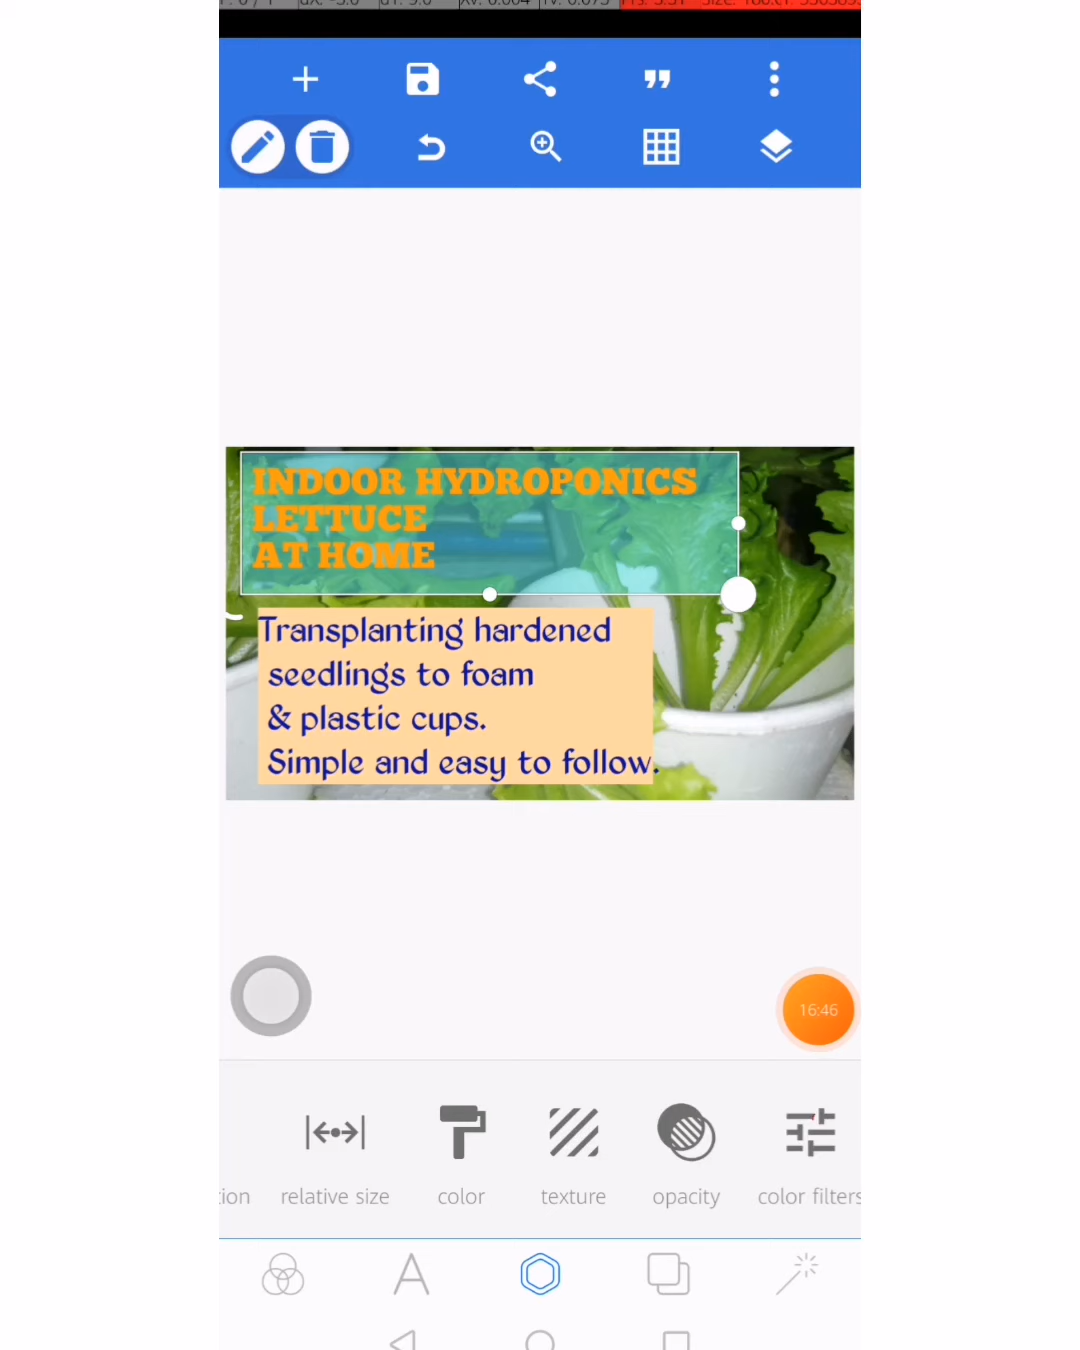 INDOOR HYDROPONICS
LETTUCE
AT HOME
Transplanting hardened
seedlings to foam
& plastic cups.
Simple and easy to follow.
16:46
relative size
color
texture
opacity
color filters